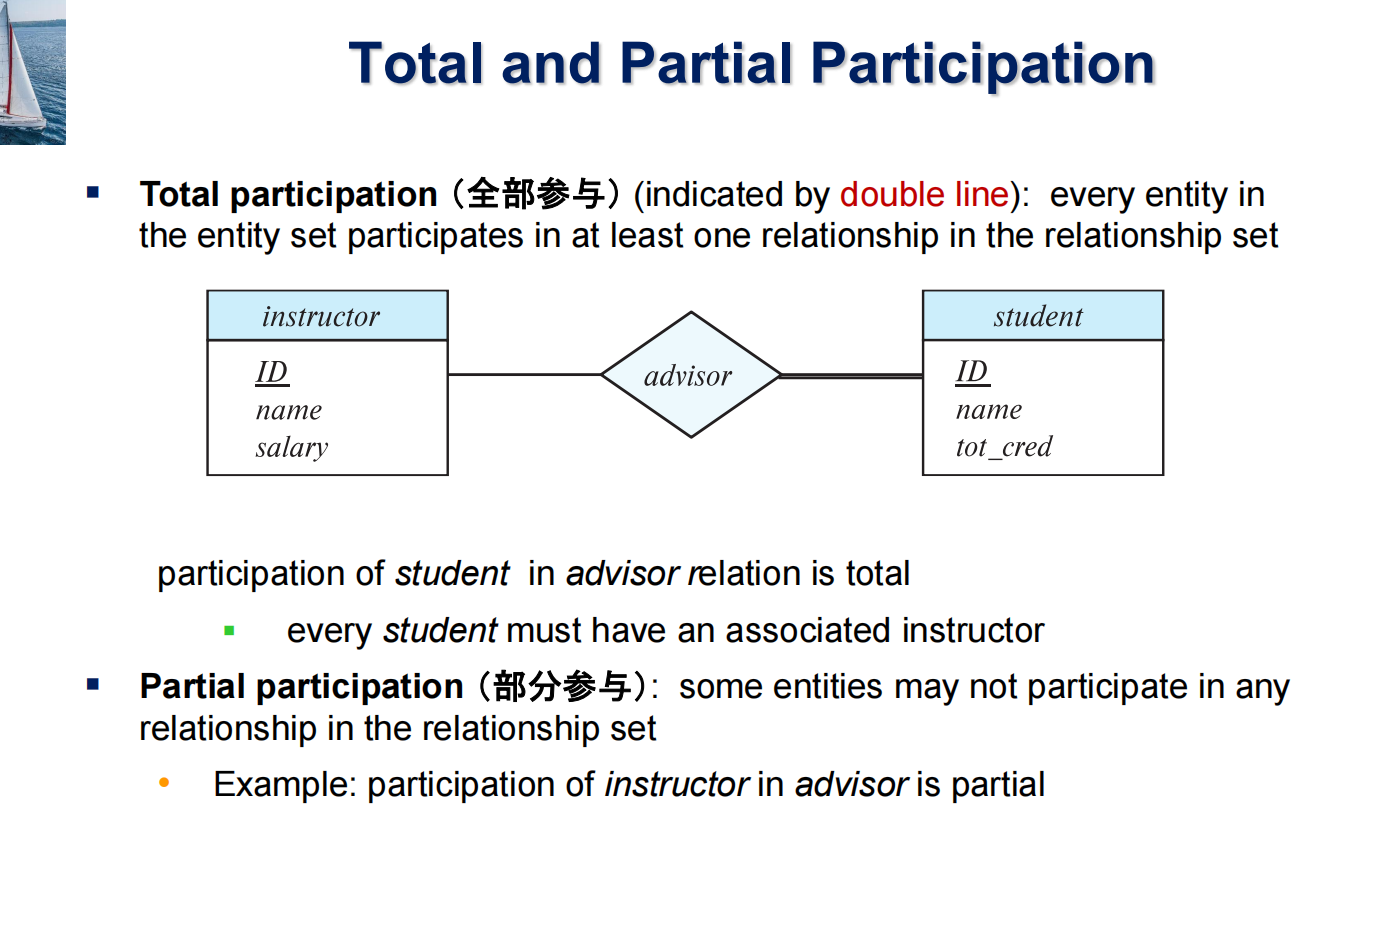 Total and Partial Participation
▪ Total participation（全部参与）(indicated by double line):  every entity in
the entity set participates in at least one relationship in the relationship set
instructor
ID
name
salary
advisor
student
ID
name
tot_cred
participation of student  in advisor relation is total
▪ every student must have an associated instructor
▪ Partial participation（部分参与）:  some entities may not participate in any
relationship in the relationship set
• Example: participation of instructor in advisor is partial